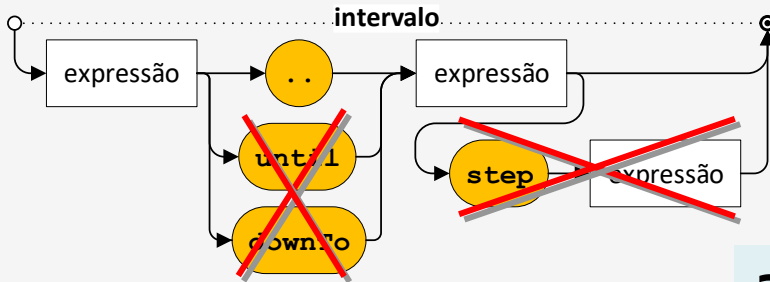 intervalo
expressão
..
expressão
until
step
expressão
downTo